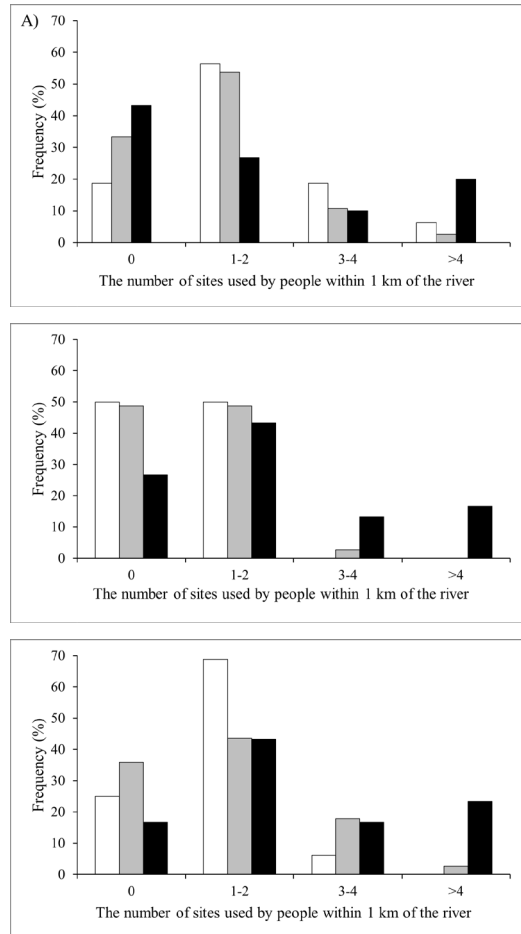 A)
70
60
50
40
30
20
10
0
Frequency (%)
0 1-2 3-4 >4
The number of sites used by people within 1 km of the river
70
60
50
40
30
20
10
0
Frequency (%)
0 1-2 3-4 >4
The number of sites used by people within 1 km of the river
80
70
60
50
40
30
20
10
0
Frequency (%)
0 1-2 3-4 >4
The number of sites used by people within 1 km of the river